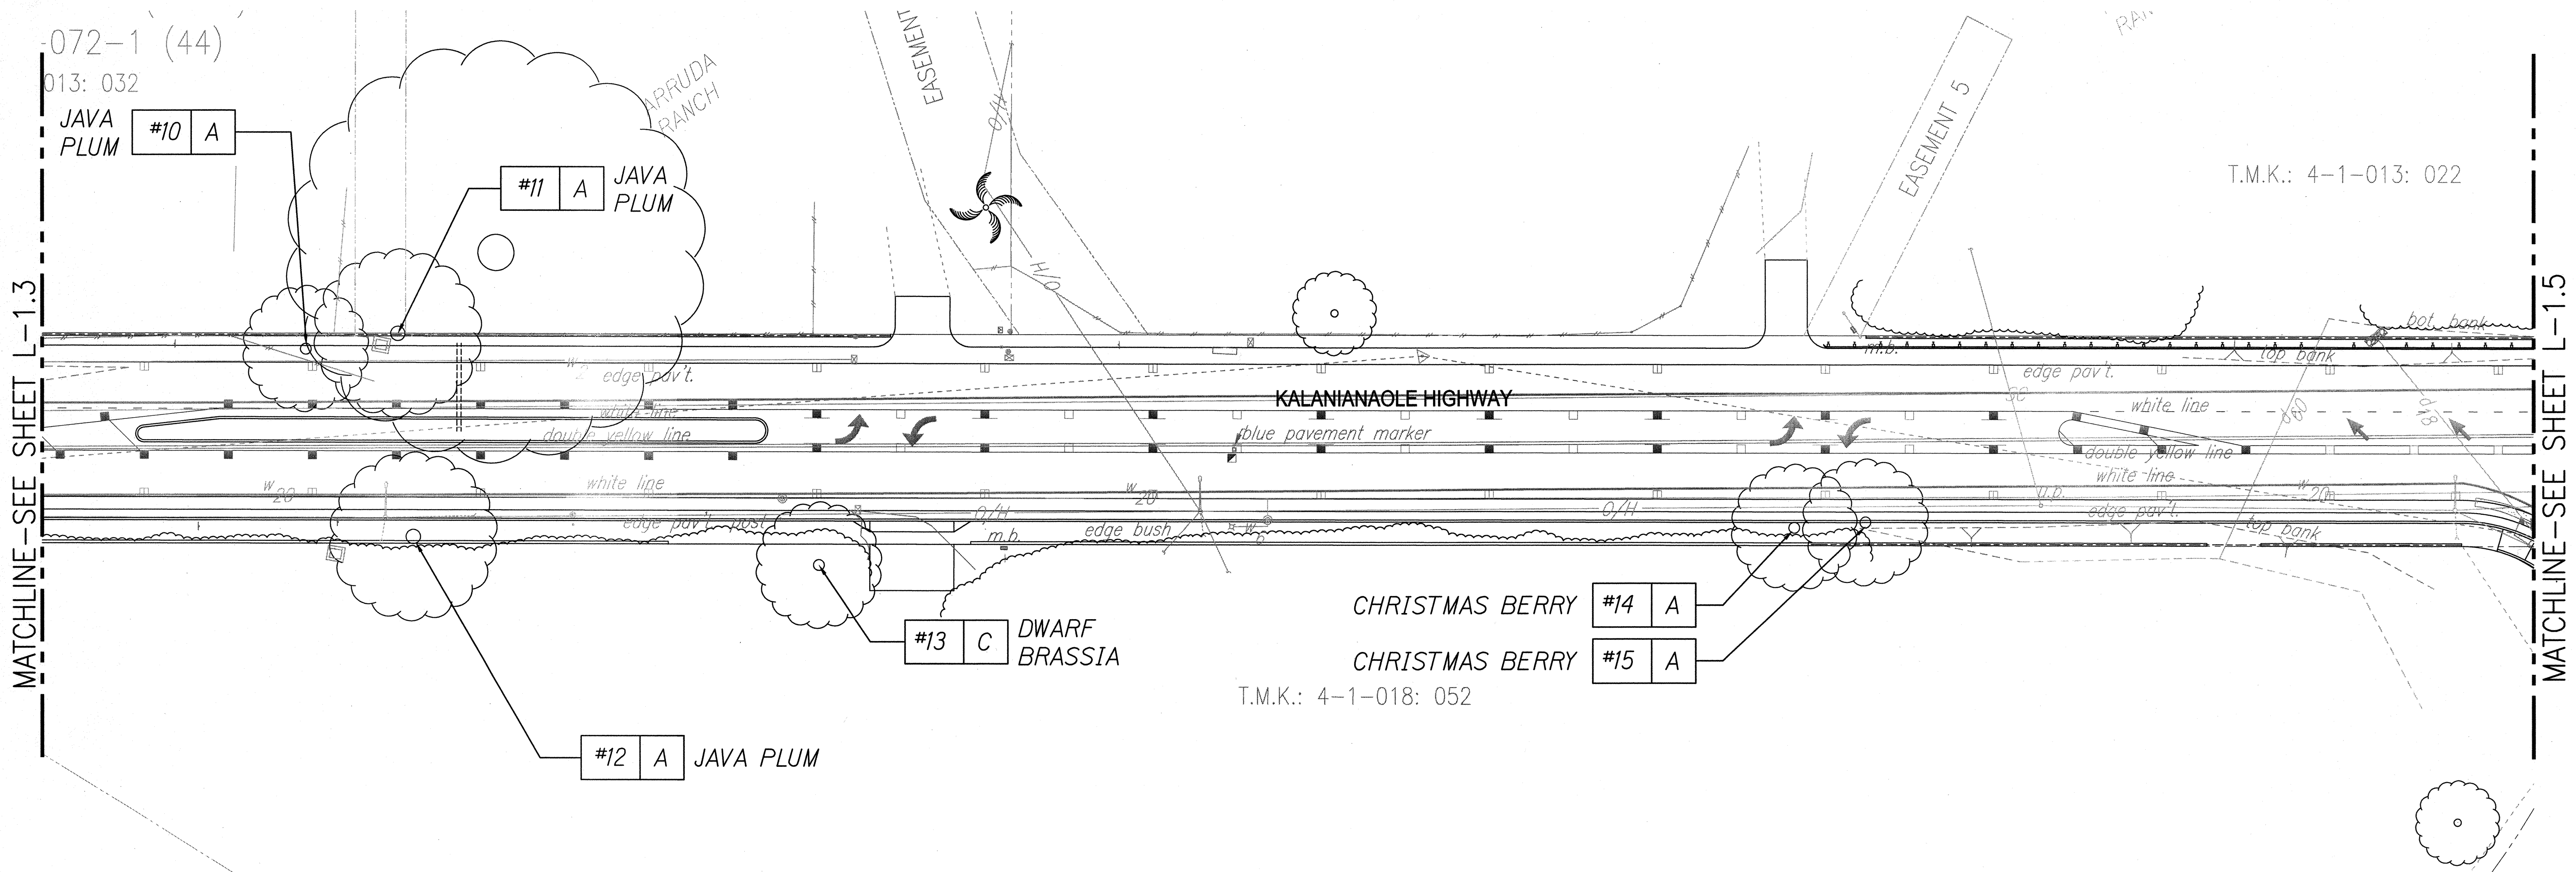 -072-1 (44)
013: 032
JAVA
PLUM
#10 A
ARRUDA
RANCH
#11 A
JAVA
PLUM
EASEMENT
O/H
O/H
EASEMENT 5
T.M.K.: 4-1-013: 022
MATCHLINE-SEE SHEET L-1.3
MATCHLINE-SEE SHEET L-1.5
bot. bank
m.b.
top bank
edge pav't.
edge pav't.
KALANIANAOLE HIGHWAY
white line
white line
double yellow line
blue pavement marker
double yellow line
white line
w 20
white line
w 20
u.p.
w 20
O/H
O/H
edge pav't.
post
edge bush
m.b.
w
edge pav't.
top bank
#13 C
DWARF
BRASSIA
CHRISTMAS BERRY #14 A
CHRISTMAS BERRY #15 A
T.M.K.: 4-1-018: 052
#12 A JAVA PLUM